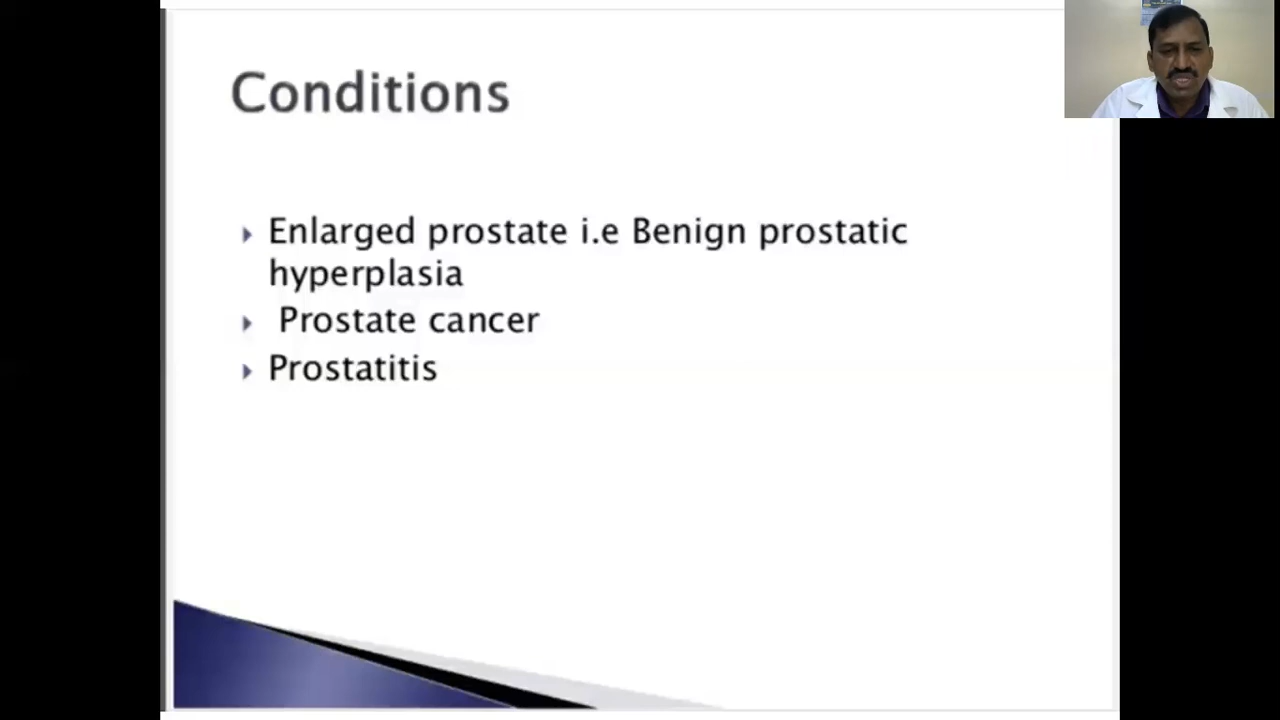 Conditions
Enlarged prostate i.e Benign prostatic
hyperplasia
Prostate cancer
Prostatitis